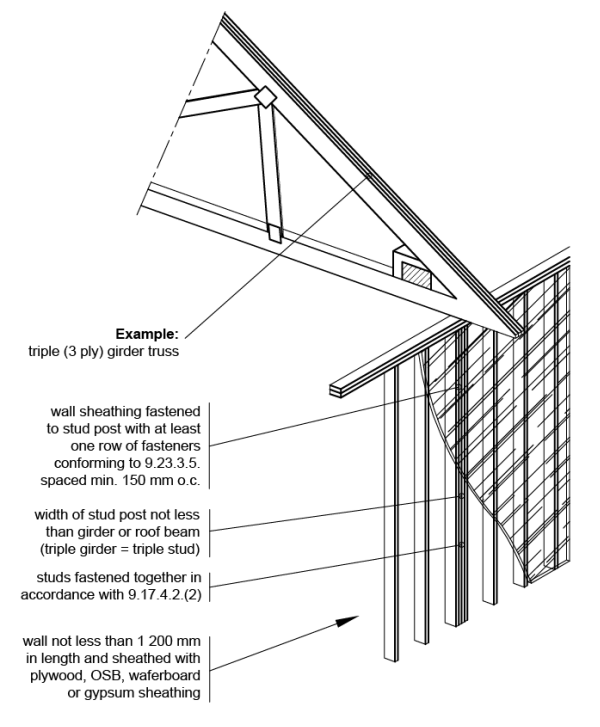 Example:
triple (3 ply) girder truss
wall sheathing fastened
to stud post with at least
one row of fasteners
conforming to 9.23.3.5.
spaced min. 150 mm o.c.
width of stud post not less
than girder or roof beam
(triple girder = triple stud)
studs fastened together in
accordance with 9.17.4.2.(2)
wall not less than 1 200 mm
in length and sheathed with
plywood, OSB, waferboard
or gypsum sheathing